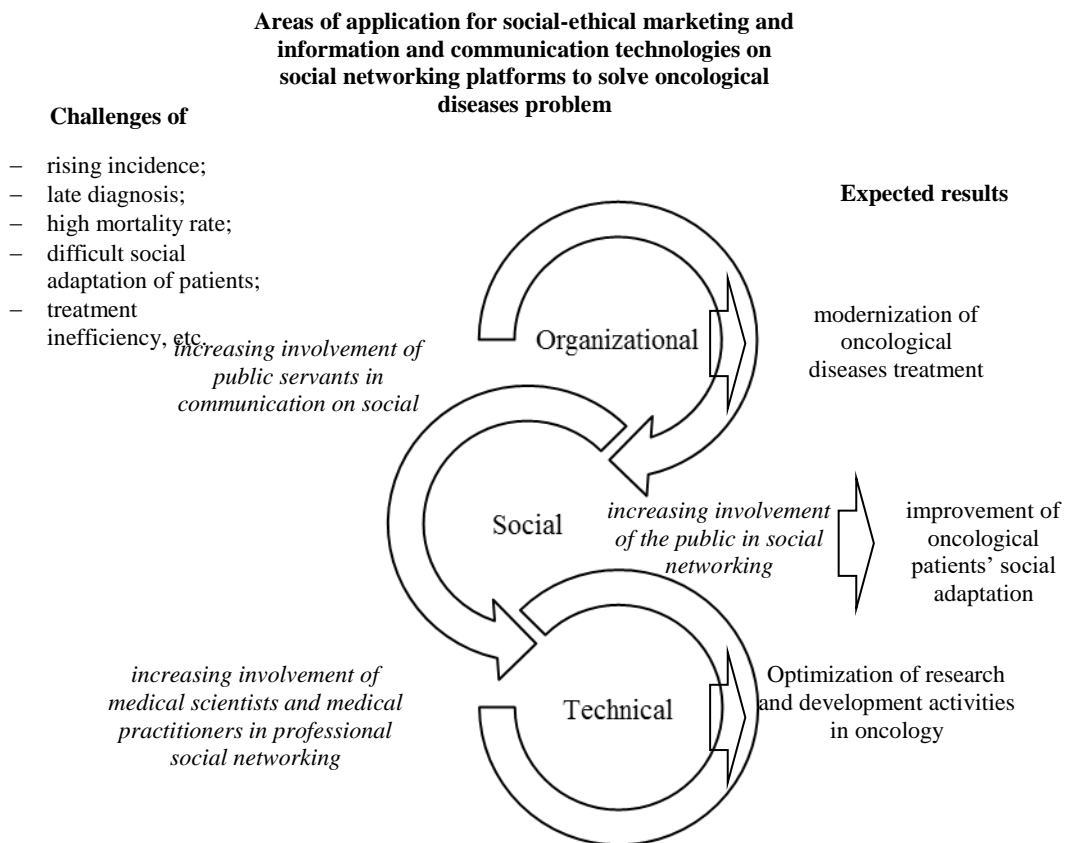 Areas of application for social-ethical marketing and
information and communication technologies on
social networking platforms to solve oncological
diseases problem
Challenges of
– rising incidence;
– late diagnosis;
– high mortality rate;
– difficult social
adaptation of patients;
– treatment
inefficiency, etc.
Expected results
increasing involvement of
public servants in
communication on social
Organizational
modernization of
oncological
diseases treatment
Social
increasing involvement
of the public in social
networking
improvement of
oncological
patients’ social
adaptation
increasing involvement of
medical scientists and medical
practitioners in professional
social networking
Technical
Optimization of research
and development activities
in oncology